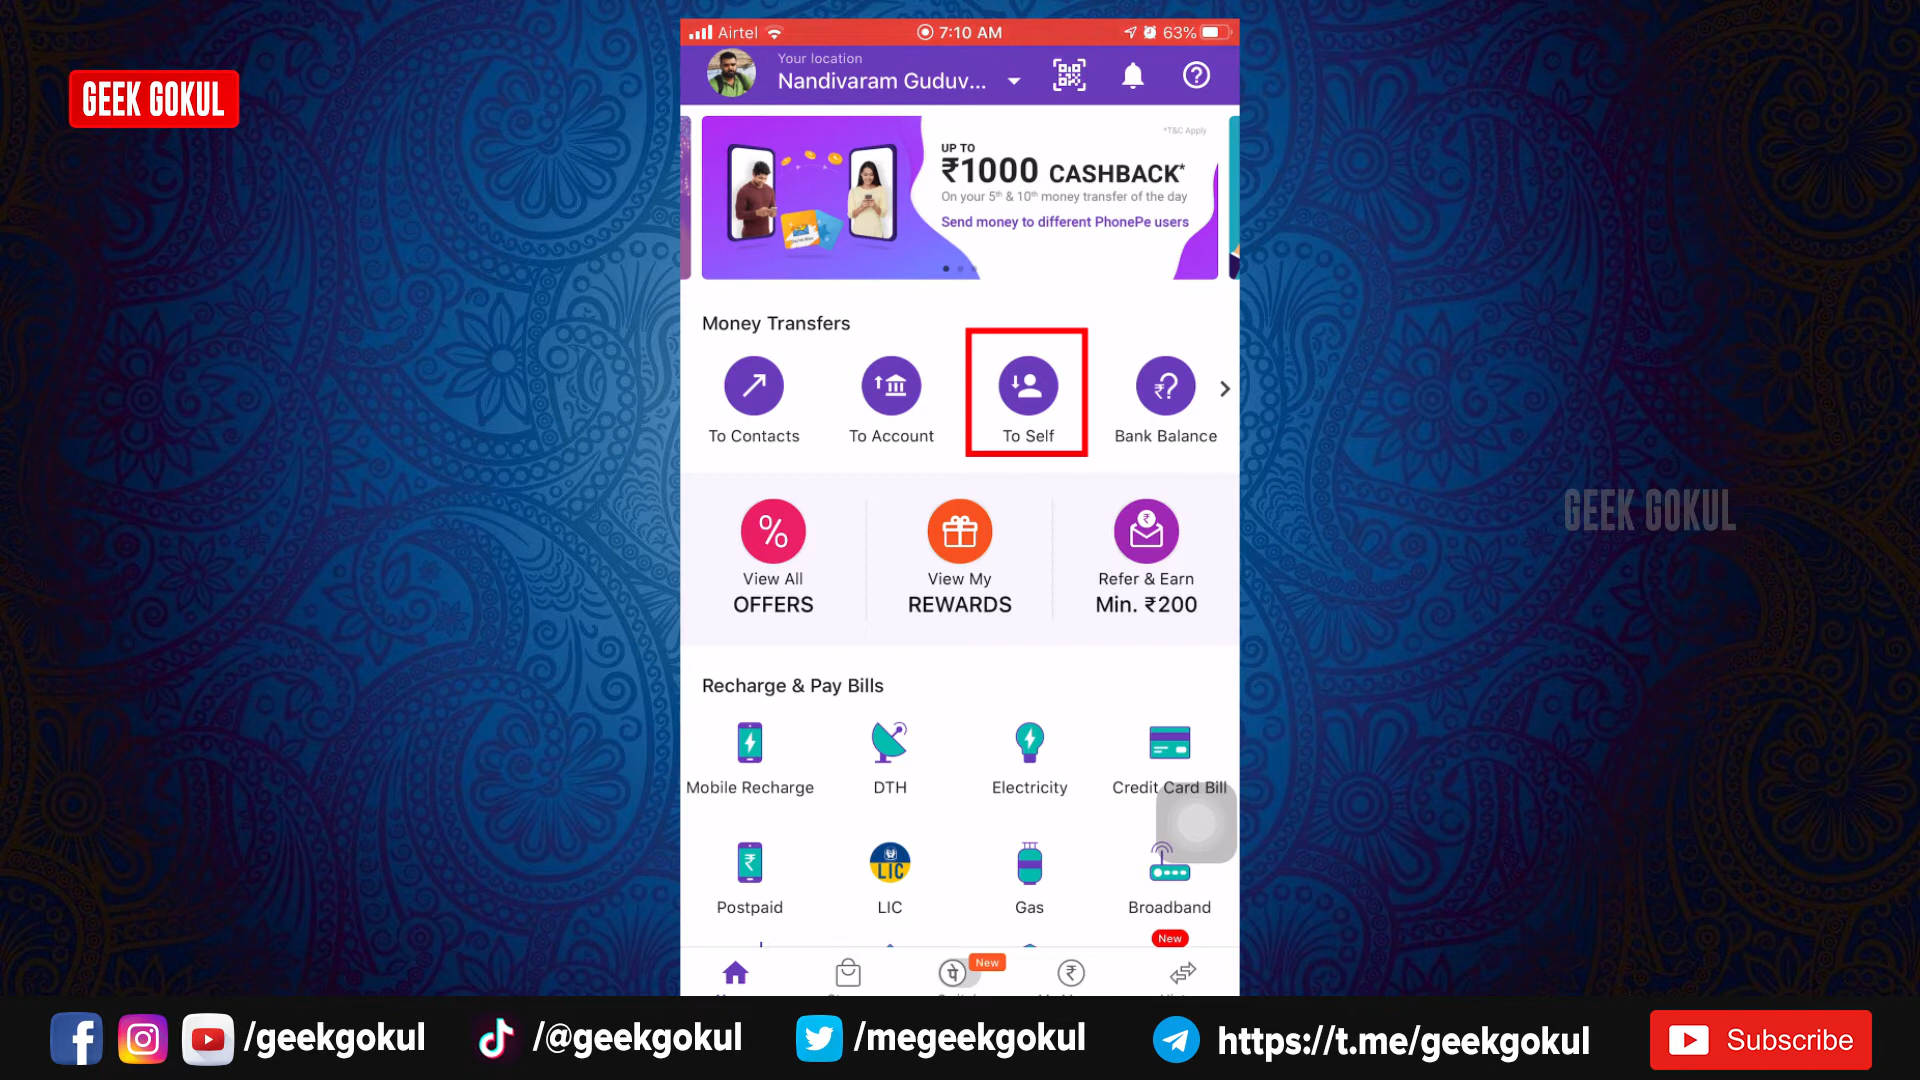 Airtel
7:10 AM
63%
GEEK GOKUL
Your location
Nandivaram Guduv...
*T&C Apply
UP TO
₹1000 CASHBACK*
On your 5th & 10th money transfer of the day
Send money to different PhonePe users
Money Transfers
To Contacts
To Account
To Self
Bank Balance
GEEK GOKUL
View All
OFFERS
View My
REWARDS
Refer & Earn
Min. ₹200
Recharge & Pay Bills
Mobile Recharge
DTH
Electricity
Credit Card Bill
LIC
Postpaid
LIC
Gas
Broadband
New
New
पे
/geekgokul
/@geekgokul
/megeekgokul
https://t.me/geekgokul
Subscribe